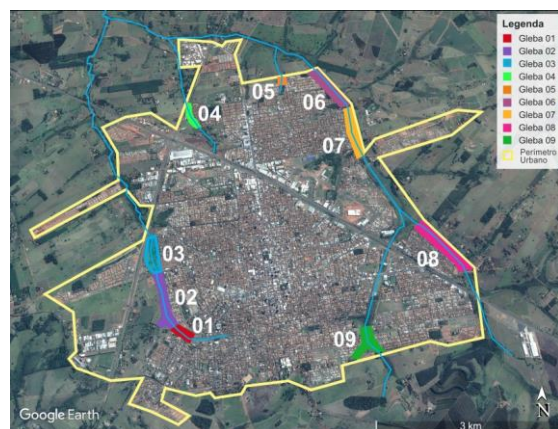 Legenda
Gleba 01
Gleba 02
Gleba 03
Gleba 04
Gleba 05
Gleba 06
Gleba 07
Gleba 08
Gleba 09
Perímetro
Urbano
05
06
04
07
03
08
02
01
09
Google Earth
N
3 km